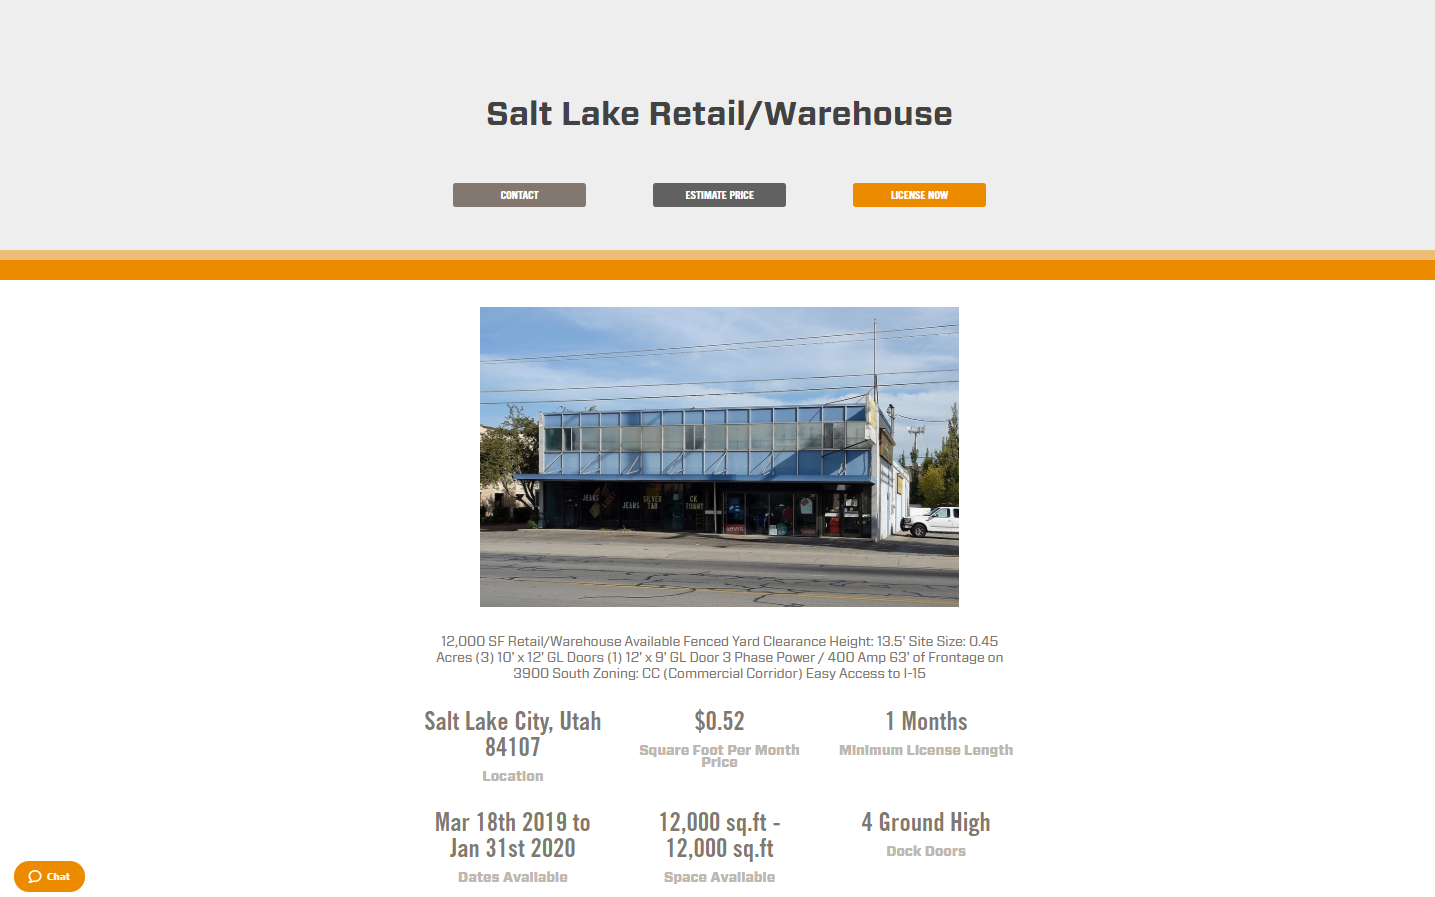 Salt Lake Retail/Warehouse
CONTACT
ESTIMATE PRICE
LICENSE NOW
JEANS
JEANS
SILVER
TAB
CK
TOMMY
12,000 SF Retail/Warehouse Available Fenced Yard Clearance Height: 13.5' Site Size: 0.45
Acres (3) 10' x 12' GL Doors (1) 12' x 9' GL Door 3 Phase Power / 400 Amp 63' of Frontage on
3900 South Zoning: CC (Commercial Corridor) Easy Access to I-15
Salt Lake City, Utah
84107
Location
$0.52
Square Foot Per Month
Price
1 Months
Minimum License Length
Mar 18th 2019 to
Jan 31st 2020
Dates Available
12,000 sq.ft -
12,000 sq.ft
Space Available
4 Ground High
Dock Doors
Chat